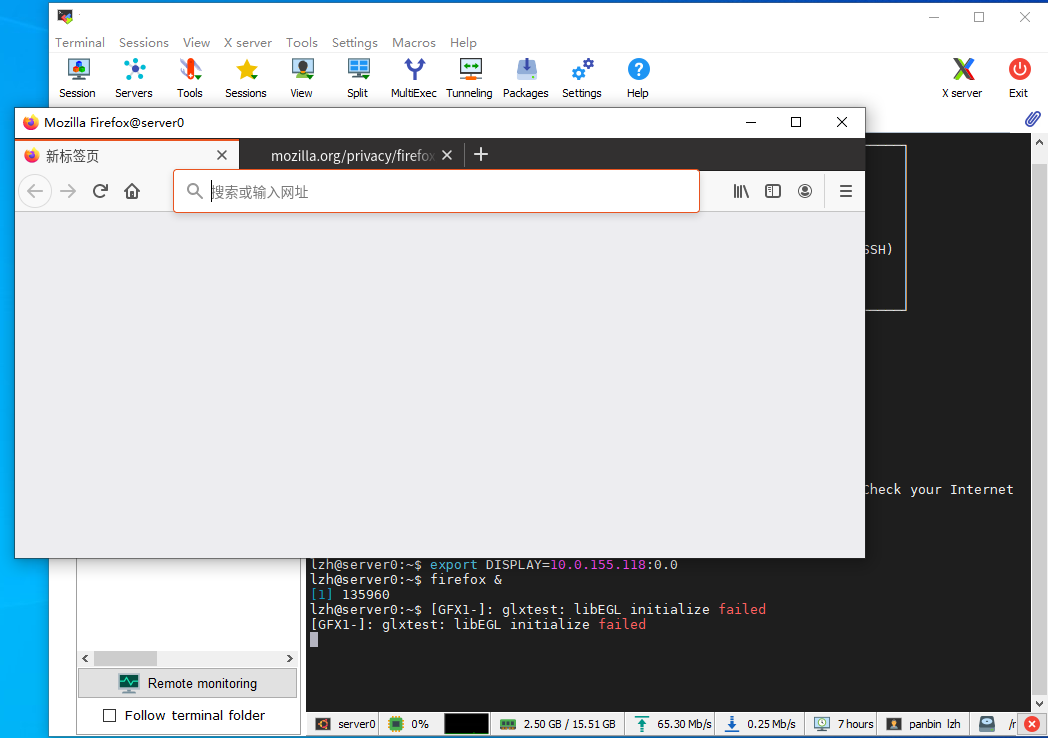 Terminal Sessions View X server Tools Settings Macros Help
Session Servers Tools Sessions View Split MultiExec Tunneling Packages Settings Help X server Exit
Mozilla Firefox@server0
新标签页 mozilla.org/privacy/firefox
搜索或输入网址
SSH)
Check your Internet
lzh@server0:~$ export DISPLAY=10.0.155.118:0.0
lzh@server0:~$ firefox &
[1] 135960
lzh@server0:~$ [GFX1-]: glxtest: libEGL initialize failed
[GFX1-]: glxtest: libEGL initialize failed
Remote monitoring
Follow terminal folder
server0 0% 2.50 GB / 15.51 GB 65.30 Mb/s 0.25 Mb/s 7 hours panbin lzh /r